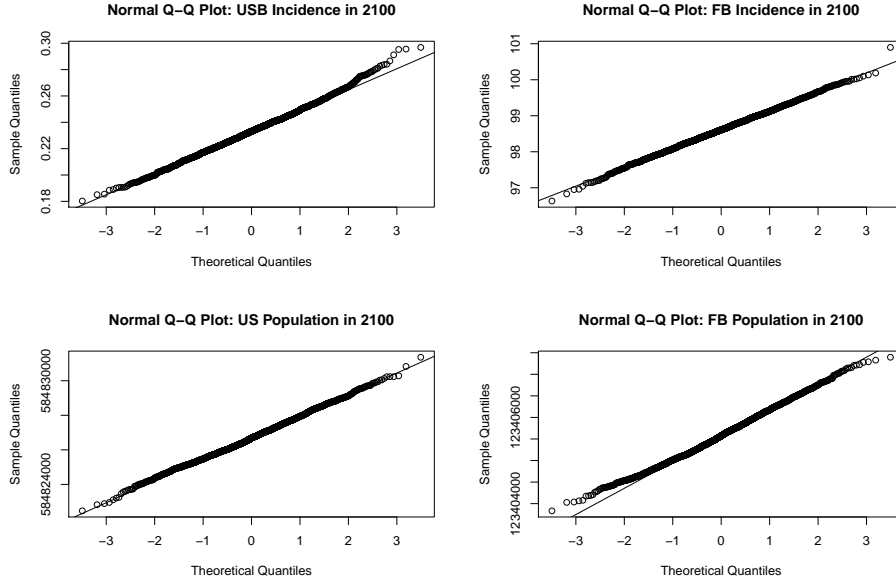 Normal Q−Q Plot: USB Incidence in 2100
Sample Quantiles
0.18 0.22 0.26 0.30
−3 −2 −1 0 1 2 3
Theoretical Quantiles
Normal Q−Q Plot: FB Incidence in 2100
Sample Quantiles
97 98 99 100 101
−3 −2 −1 0 1 2 3
Theoretical Quantiles
Normal Q−Q Plot: US Population in 2100
Sample Quantiles
584824000 584830000
−3 −2 −1 0 1 2 3
Theoretical Quantiles
Normal Q−Q Plot: FB Population in 2100
Sample Quantiles
123404000 123406000
−3 −2 −1 0 1 2 3
Theoretical Quantiles